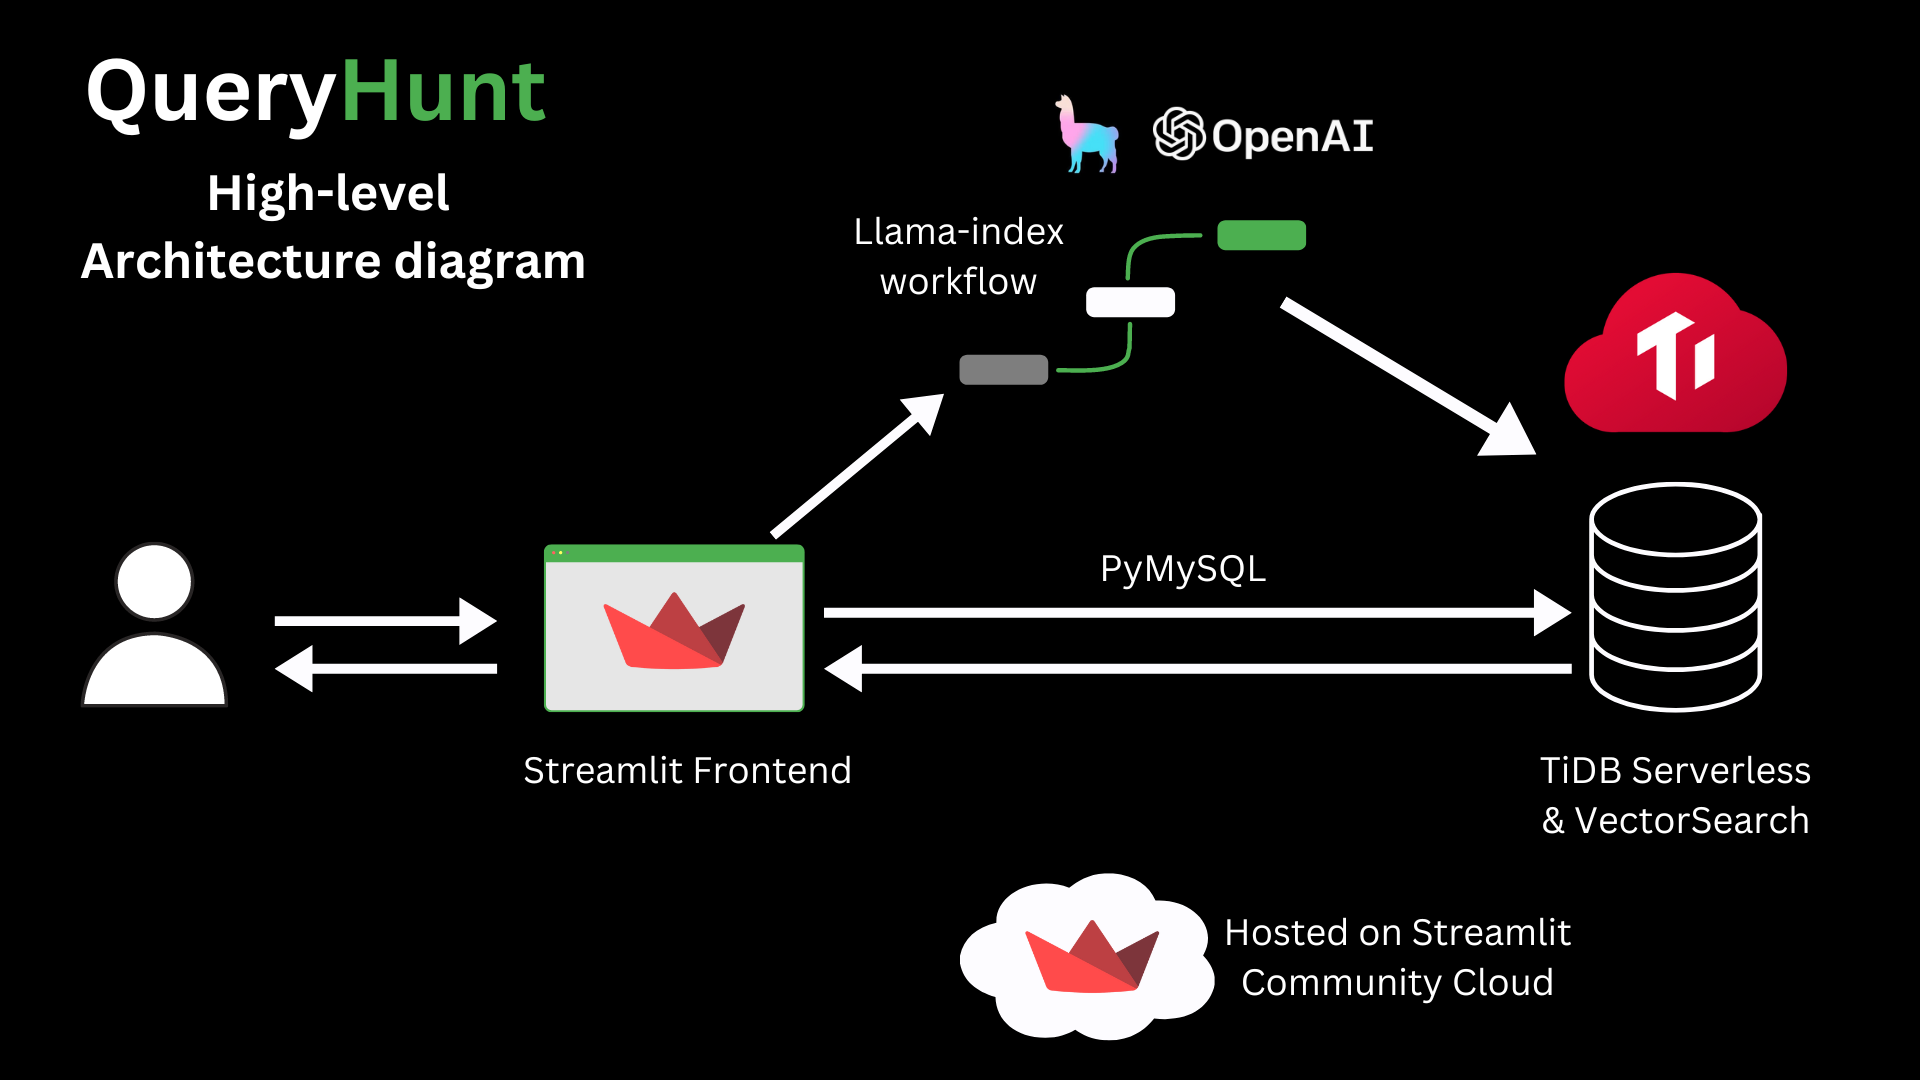 QueryHunt
High-level
Architecture diagram
OpenAI
Llama-index
workflow
PyMySQL
Streamlit Frontend
TiDB Serverless
& VectorSearch
Hosted on Streamlit
Community Cloud